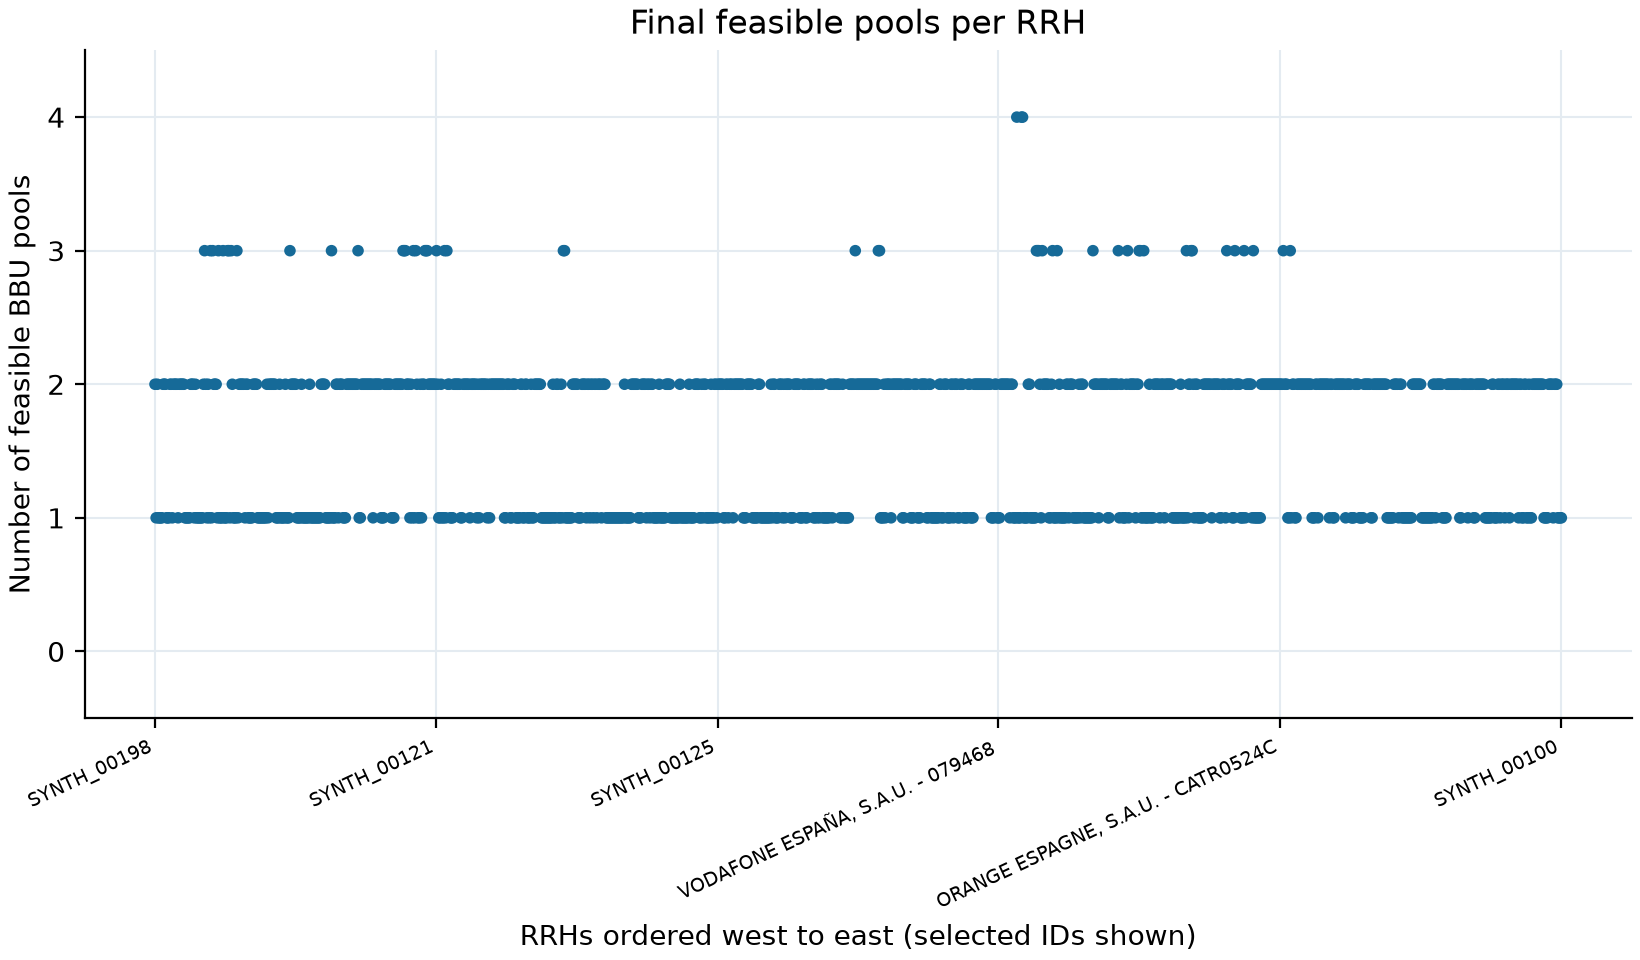 Final feasible pools per RRH
Number of feasible BBU pools
4
3
2
1
0
SYNTH_00198
SYNTH_00121
SYNTH_00125
VODAFONE ESPAÑA, S.A.U. - 079468
ORANGE ESPAGNE, S.A.U. - CATR0524C
SYNTH_00100
RRHs ordered west to east (selected IDs shown)